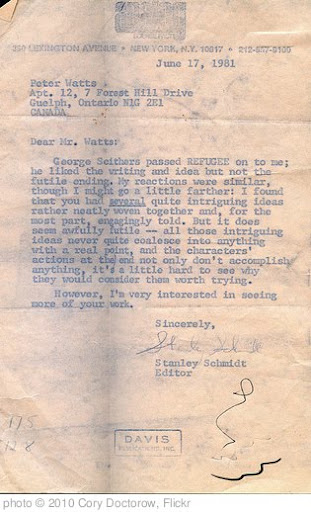 380 LEXINGTON AVENUE • NEW YORK, N.Y. 10017 • 212-557-9100
June 17, 1981
Peter Watts
Apt. 12, 7 Forest Hill Drive
Guelph, Ontario N1G 2E1
CANADA
Dear Mr. Watts:
George Scithers passed REFUGEE on to me;
he liked the writing and idea but not the
futile ending. My reactions were similar,
though I might go a little farther: I found
that you had several quite intriguing ideas
rather neatly woven together and, for the
most part, engagingly told. But it does
seem awfully futile -- all those intriguing
ideas never quite coalesce into anything
with a real point, and the characters'
actions at the end not only don't accomplish
anything, it's a little hard to see why
they would consider them worth trying.
However, I'm very interested in seeing
more of your work.
Sincerely,
Stanley Schmidt
Editor
175
128
DAVIS
PUBLICATIONS, INC.
photo © 2010 Cory Doctorow, Flickr